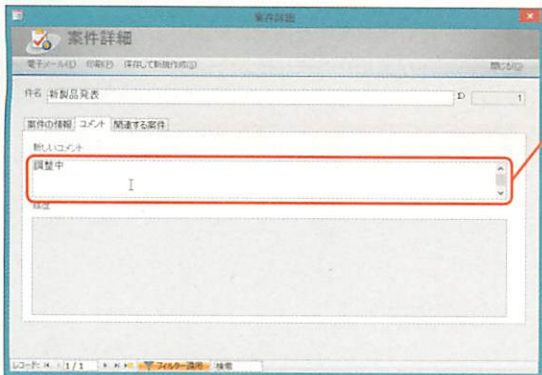 案件詳細
案件詳細
電子メール(L) 印刷(P) 保存して新規作成(S) 閉じる(C)
件名 新製品発表 ID 1
案件の情報 コメント 関連する案件
新しいコメント
調整中
履歴
レコード: 1 / 1 フィルター適用 検索